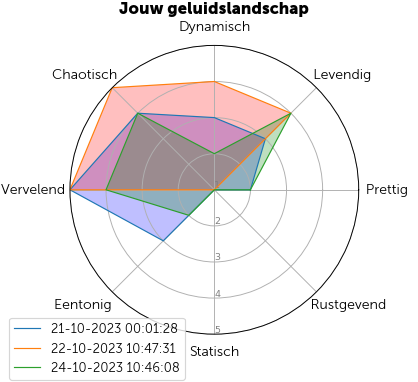 Jouw geluidslandschap
Dynamisch
Chaotisch
Levendig
Vervelend
Prettig
2
3
4
5
Eentonig
Rustgevend
Statisch
21-10-2023 00:01:28
22-10-2023 10:47:31
24-10-2023 10:46:08